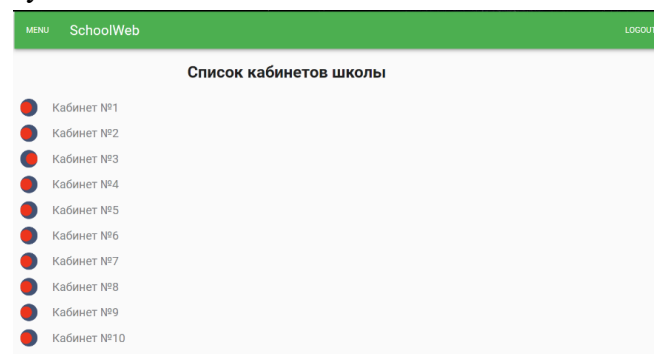 MENU SchoolWeb LOGOUT
Список кабинетов школы
Кабинет №1
Кабинет №2
Кабинет №3
Кабинет №4
Кабинет №5
Кабинет №6
Кабинет №7
Кабинет №8
Кабинет №9
Кабинет №10